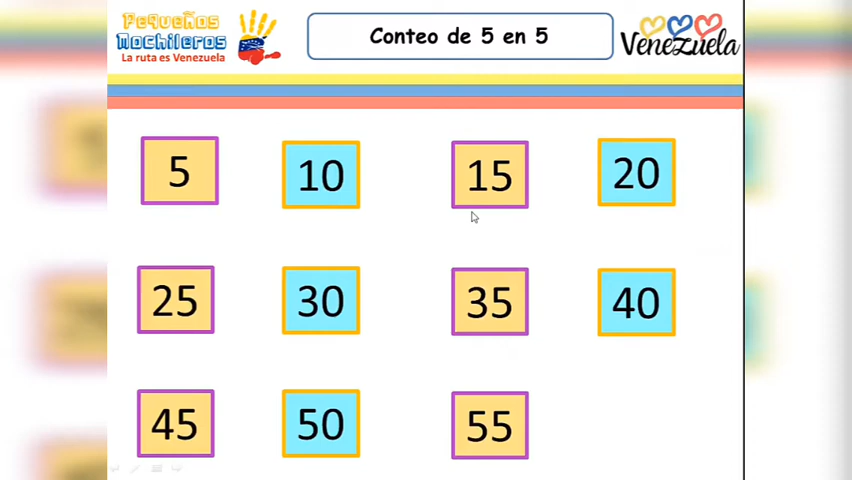 Pequeños
Mochileros
La ruta es Venezuela
Conteo de 5 en 5
Venezuela
5 10 15 20
25 30 35 40
45 50 55